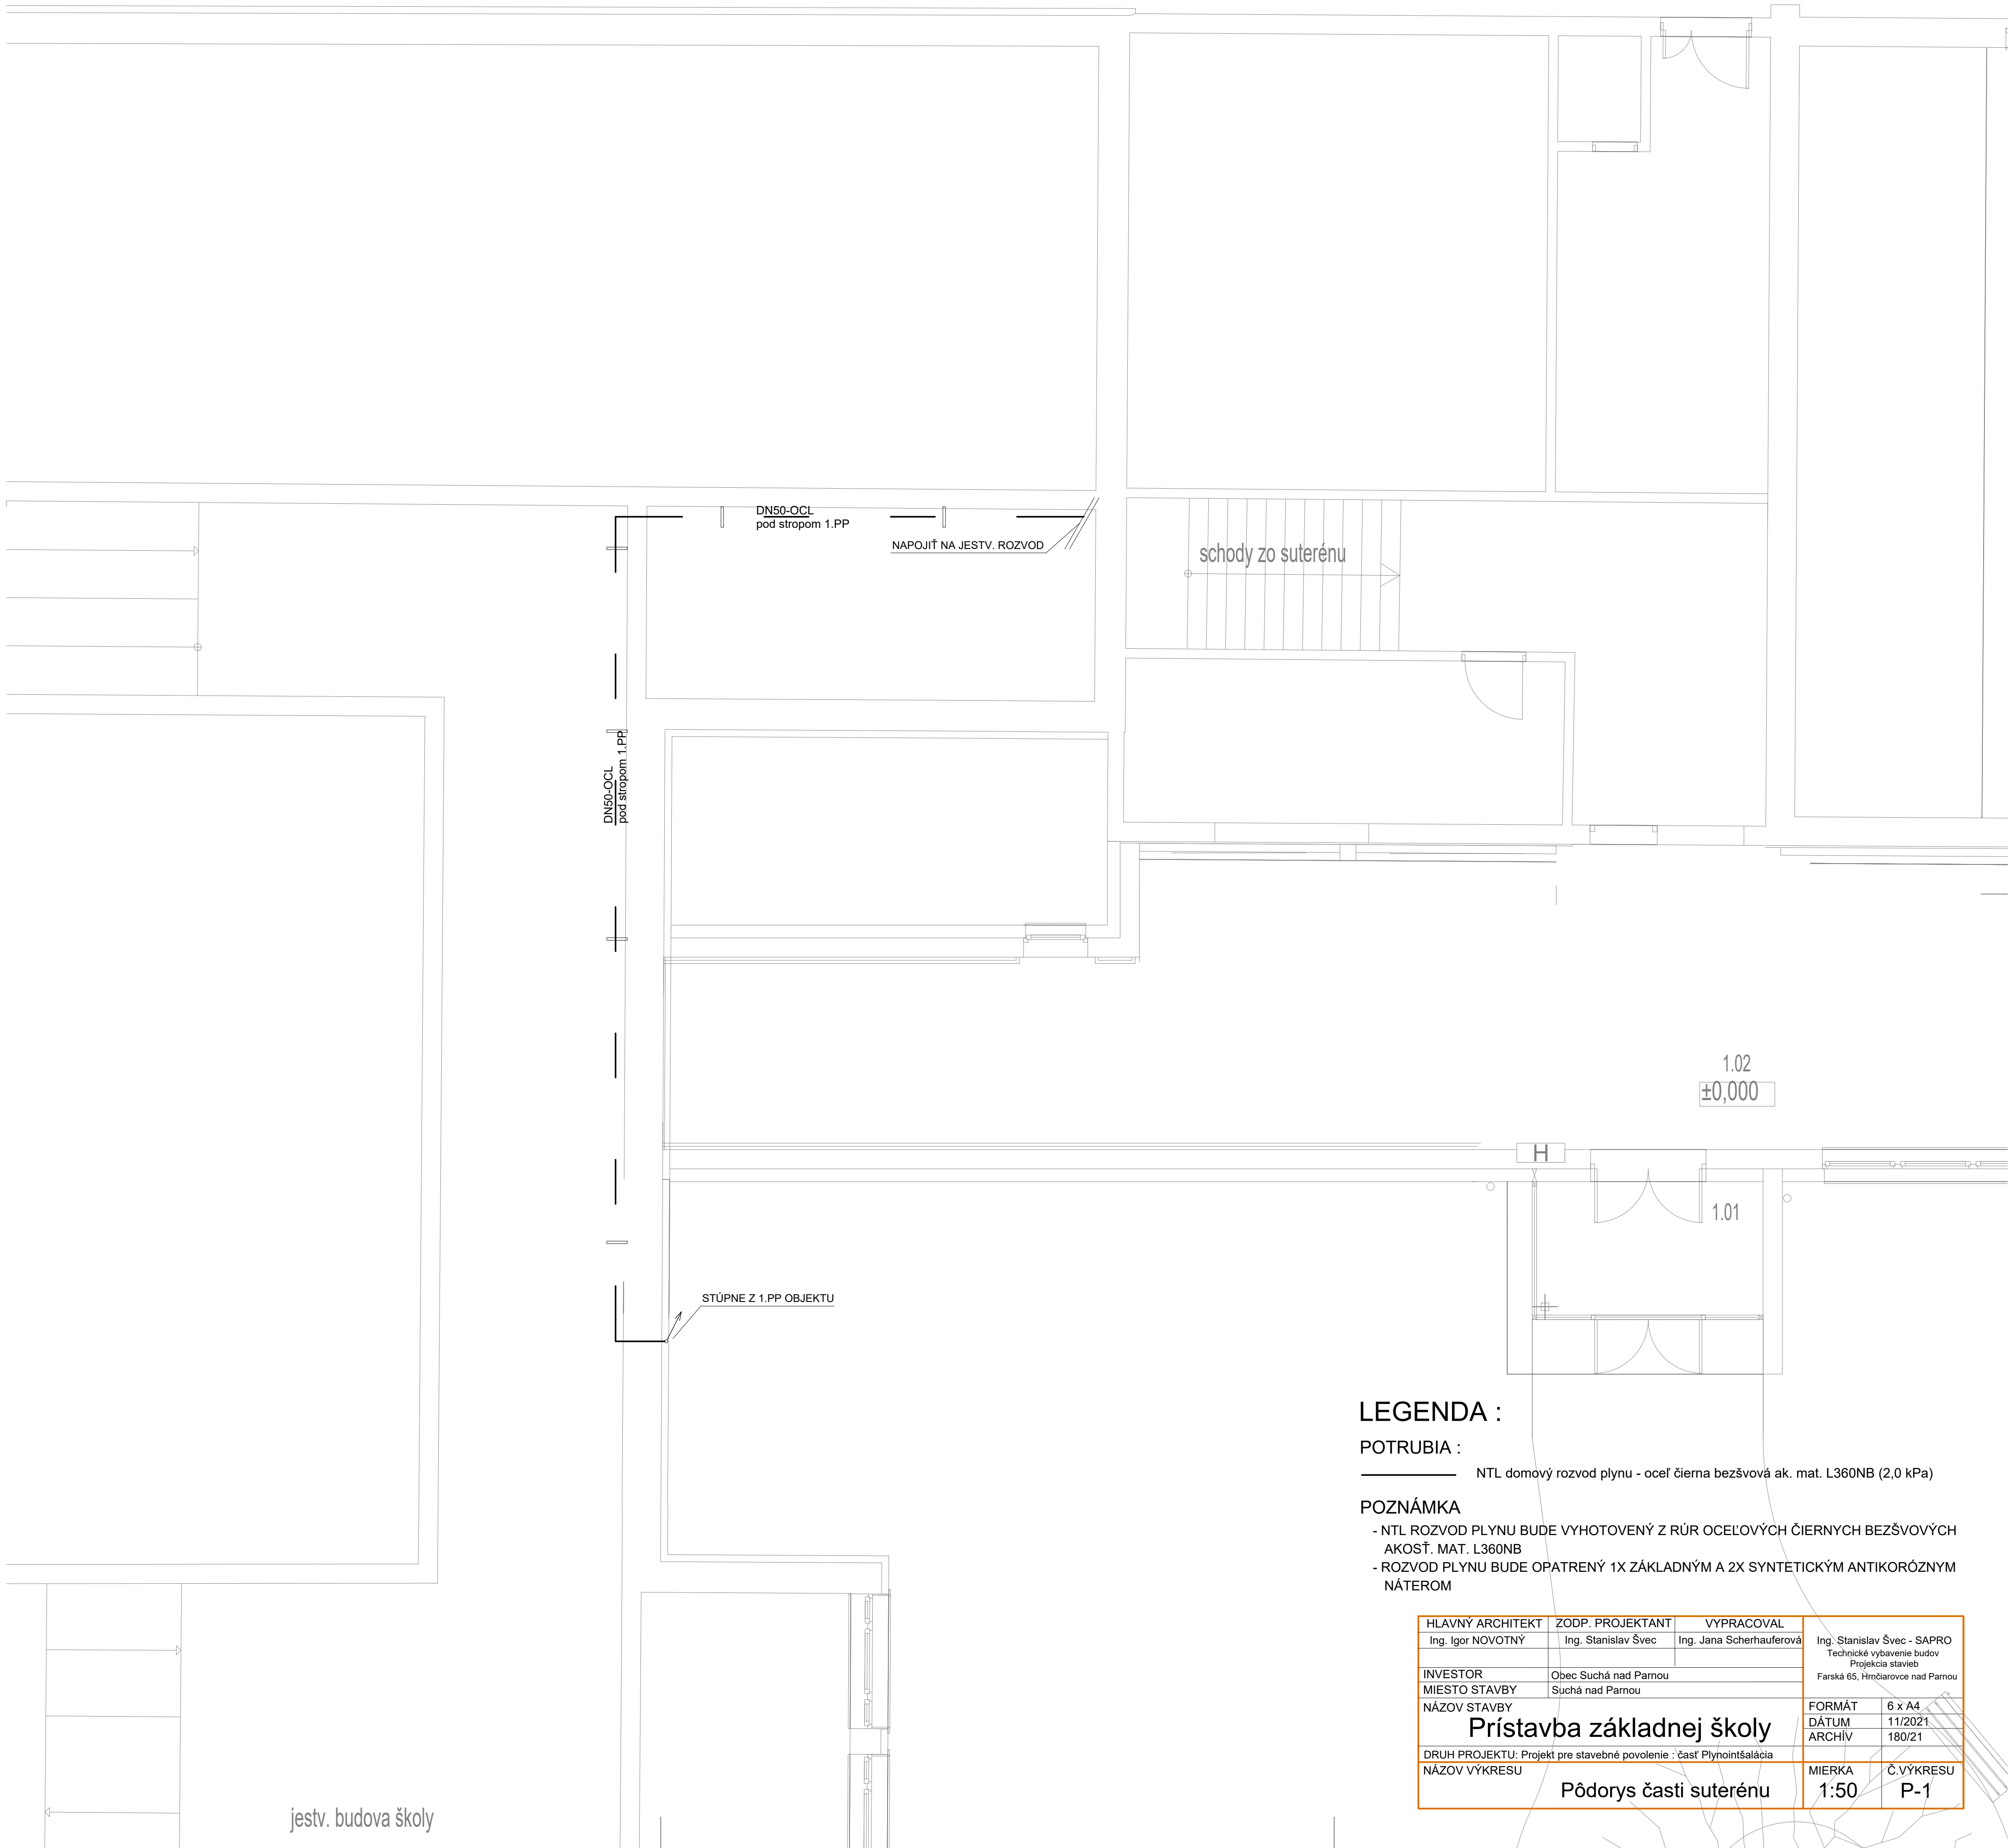 DN50-OCL
pod stropom 1.PP
NAPOJIŤ NA JESTV. ROZVOD
schody zo suterénu
DN50-OCL
pod stropom 1.PP
1.02
±0,000
H
1.01
STÚPNE Z 1.PP OBJEKTU
LEGENDA :
POTRUBIA :
NTL domový rozvod plynu - oceľ čierna bezšvová ak. mat. L360NB (2,0 kPa)
POZNÁMKA
- NTL ROZVOD PLYNU BUDE VYHOTOVENÝ Z RÚR OCEĽOVÝCH ČIERNYCH BEZŠVOVÝCH
AKOSŤ. MAT. L360NB
- ROZVOD PLYNU BUDE OPATRENÝ 1X ZÁKLADNÝM A 2X SYNTETICKÝM ANTIKORÓZNYM
NÁTEROM
HLAVNÝ ARCHITEKT ZODP. PROJEKTANT VYPRACOVAL
Ing. Igor NOVOTNÝ Ing. Stanislav Švec Ing. Jana Scherhauferová
Ing. Stanislav Švec - SAPRO
Technické vybavenie budov
Projekcia stavieb
Farská 65, Hrnčiarovce nad Parnou
INVESTOR Obec Suchá nad Parnou
MIESTO STAVBY Suchá nad Parnou
NÁZOV STAVBY
Prístavba základnej školy
FORMÁT 6 x A4
DÁTUM 11/2021
ARCHÍV 180/21
DRUH PROJEKTU: Projekt pre stavebné povolenie : časť Plynointšalácia
NÁZOV VÝKRESU
Pôdorys časti suterénu
MIERKA Č.VÝKRESU
1:50 P-1
jestv. budova školy